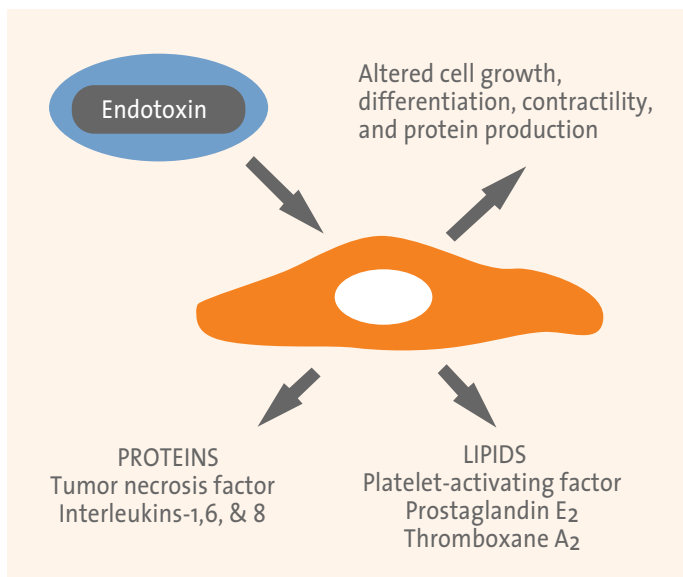 Endotoxin
Altered cell growth,
differentiation, contractility,
and protein production
PROTEINS
Tumor necrosis factor
Interleukins-1,6, & 8
LIPIDS
Platelet-activating factor
Prostaglandin E2
Thromboxane A2